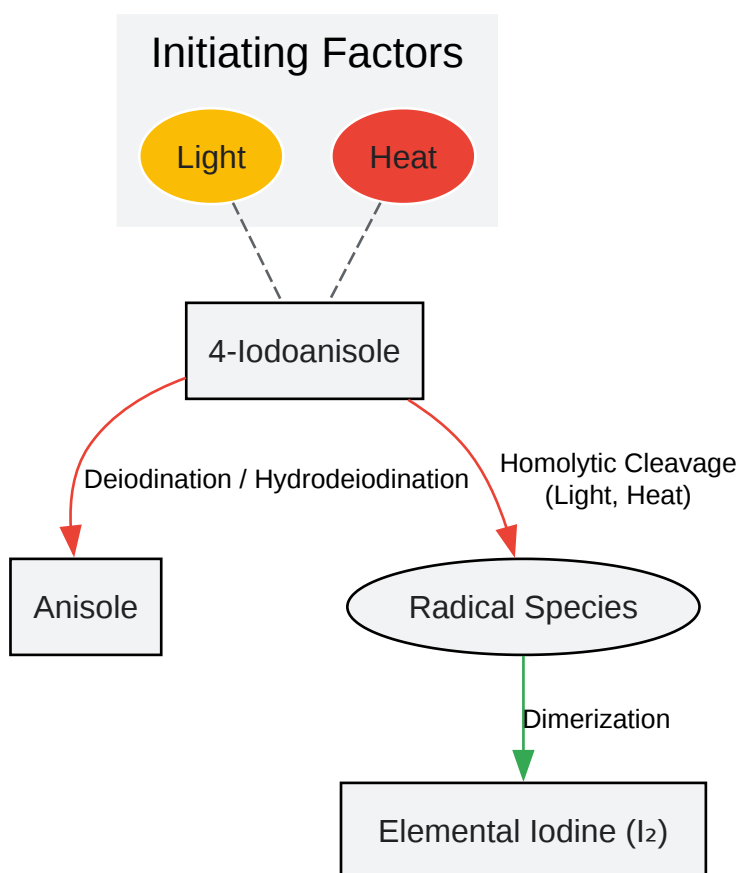 Initiating Factors
Light
Heat
4-Iodoanisole
Deiodination / Hydrodeiodination
Homolytic Cleavage
(Light, Heat)
Anisole
Radical Species
Dimerization
Elemental Iodine (I₂)